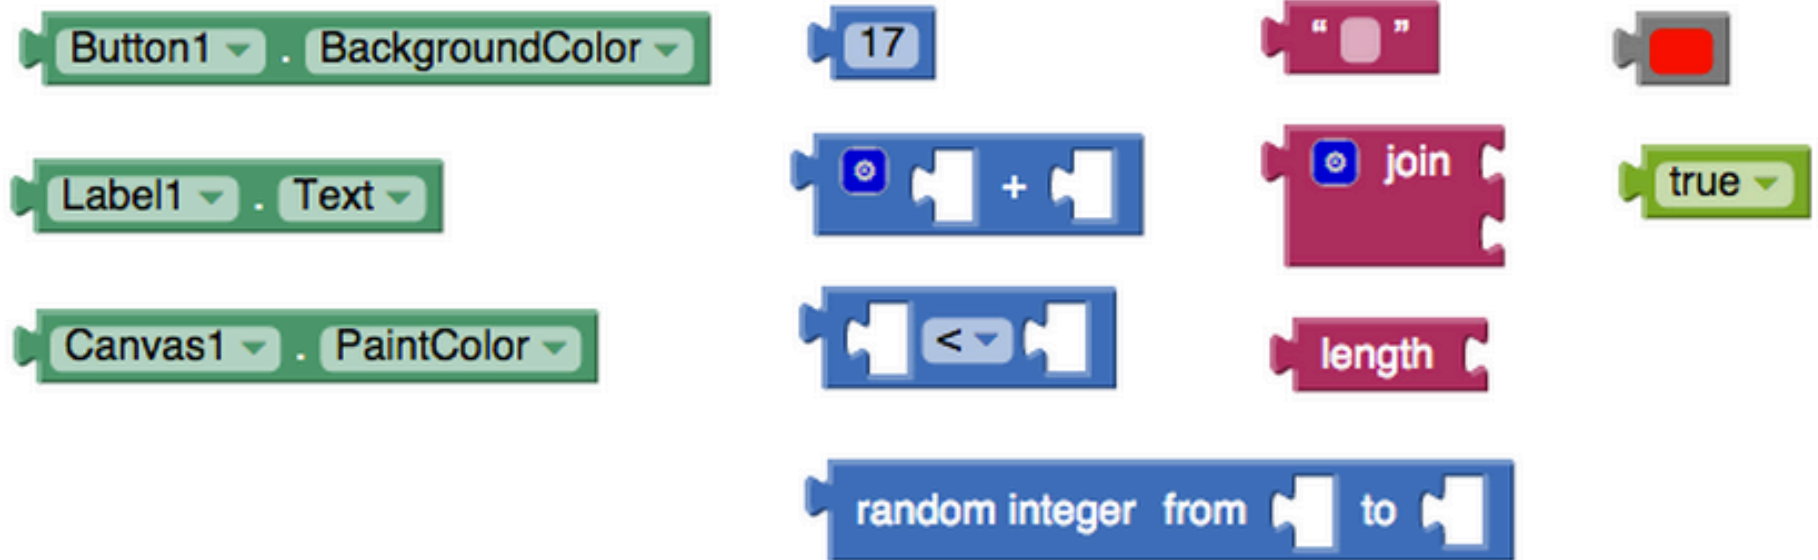 Button1 . BackgroundColor
17
“ ”
Label1 . Text
+
join
true
Canvas1 . PaintColor
<
length
random integer from to